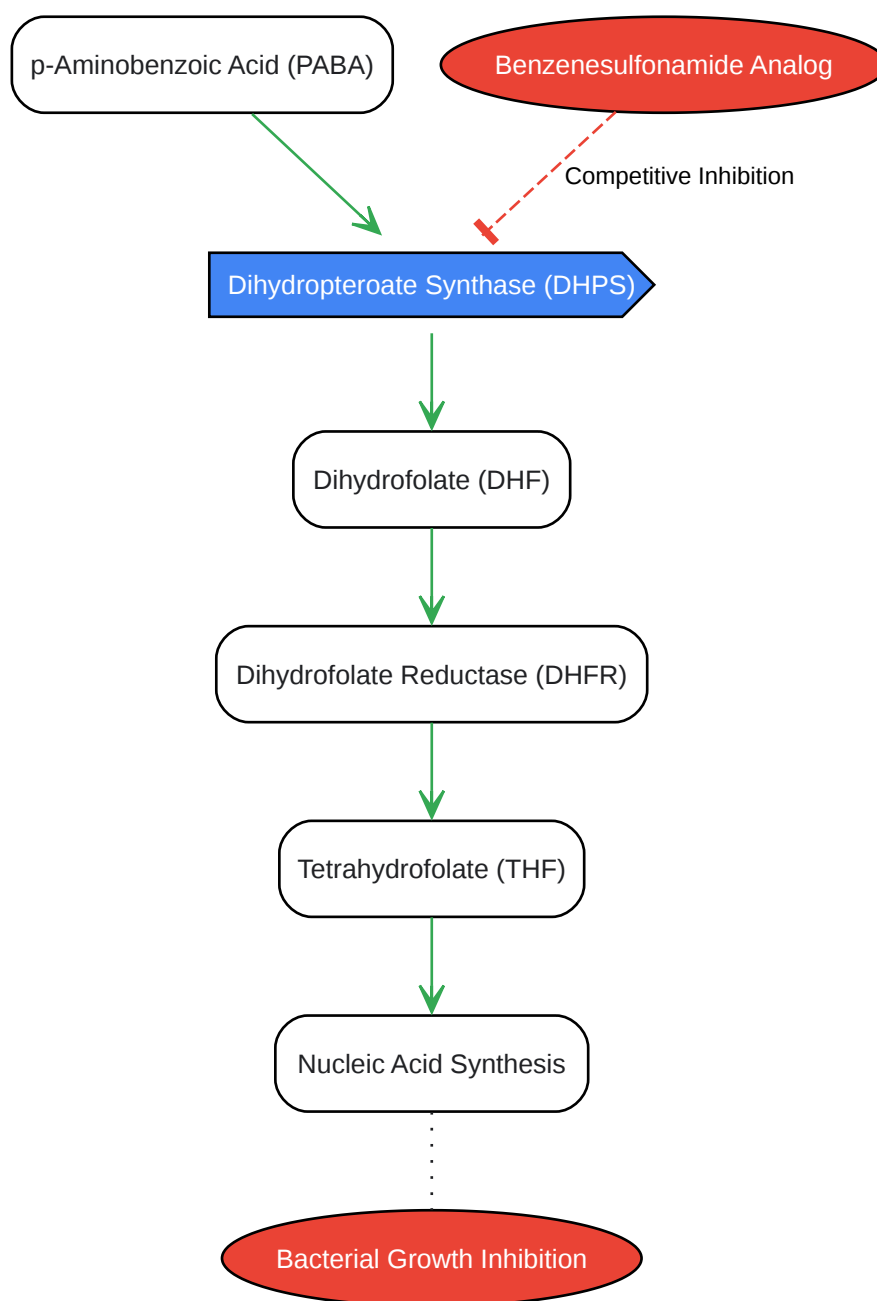 p-Aminobenzoic Acid (PABA)
Benzenesulfonamide Analog
Competitive Inhibition
Dihydropteroate Synthase (DHPS)
Dihydrofolate (DHF)
Dihydrofolate Reductase (DHFR)
Tetrahydrofolate (THF)
Nucleic Acid Synthesis
Bacterial Growth Inhibition